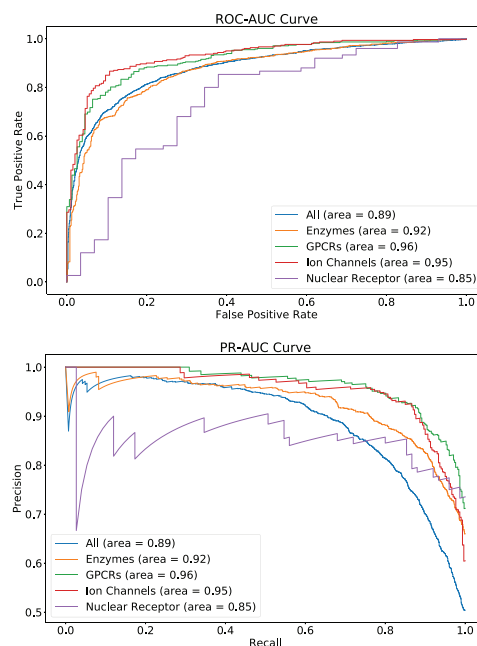 ROC-AUC Curve
1.0
0.8
0.6
0.4
0.2
0.0
True Positive Rate
All (area = 0.89)
Enzymes (area = 0.92)
GPCRs (area = 0.96)
Ion Channels (area = 0.95)
Nuclear Receptor (area = 0.85)
0.0 0.2 0.4 0.6 0.8 1.0
False Positive Rate
PR-AUC Curve
1.0
0.9
0.8
0.7
0.6
0.5
Precision
All (area = 0.89)
Enzymes (area = 0.92)
GPCRs (area = 0.96)
Ion Channels (area = 0.95)
Nuclear Receptor (area = 0.85)
0.0 0.2 0.4 0.6 0.8 1.0
Recall